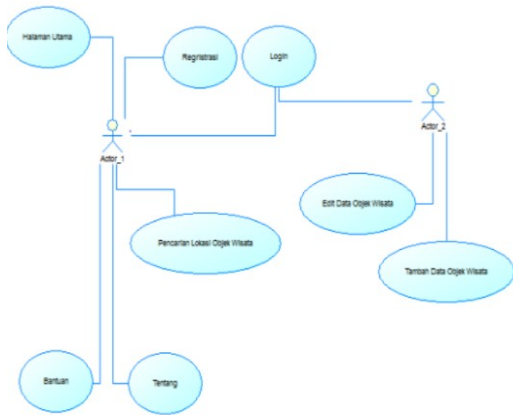 Halaman Utama
Regristrasi
Login
Actor_1
*
Actor_2
Edit Data Objek Wisata
Pencarian Lokasi Objek Wisata
Tambah Data Objek Wisata
Bantuan
Tentang